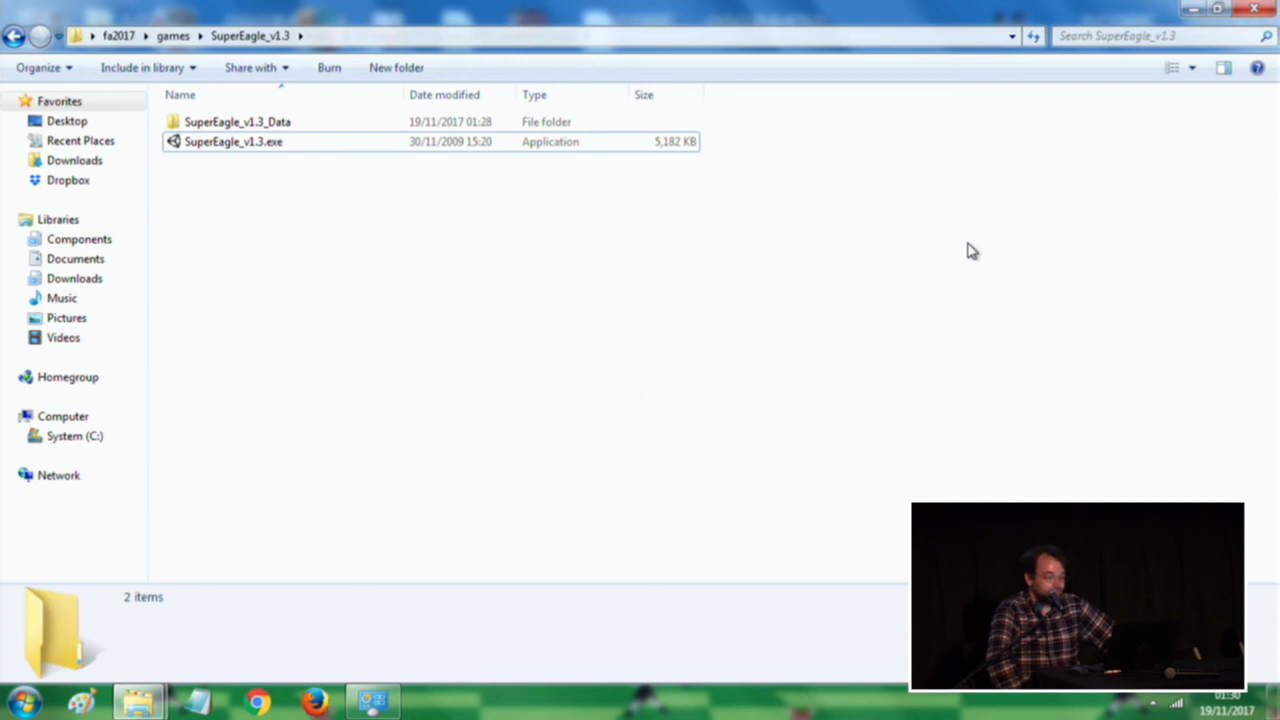 fa2017 games SuperEagle_v1.3
Search SuperEagle_v1.3
Organize Include in library Share with Burn New folder
Name Date modified Type Size
Favorites
Desktop
Recent Places
Downloads
Dropbox
Libraries
Components
Documents
Downloads
Music
Pictures
Videos
Homegroup
Computer
System (C:)
Network
SuperEagle_v1.3_Data 19/11/2017 01:28 File folder
SuperEagle_v1.3.exe 30/11/2009 15:20 Application 5,182 KB
2 items
01:30
19/11/2017